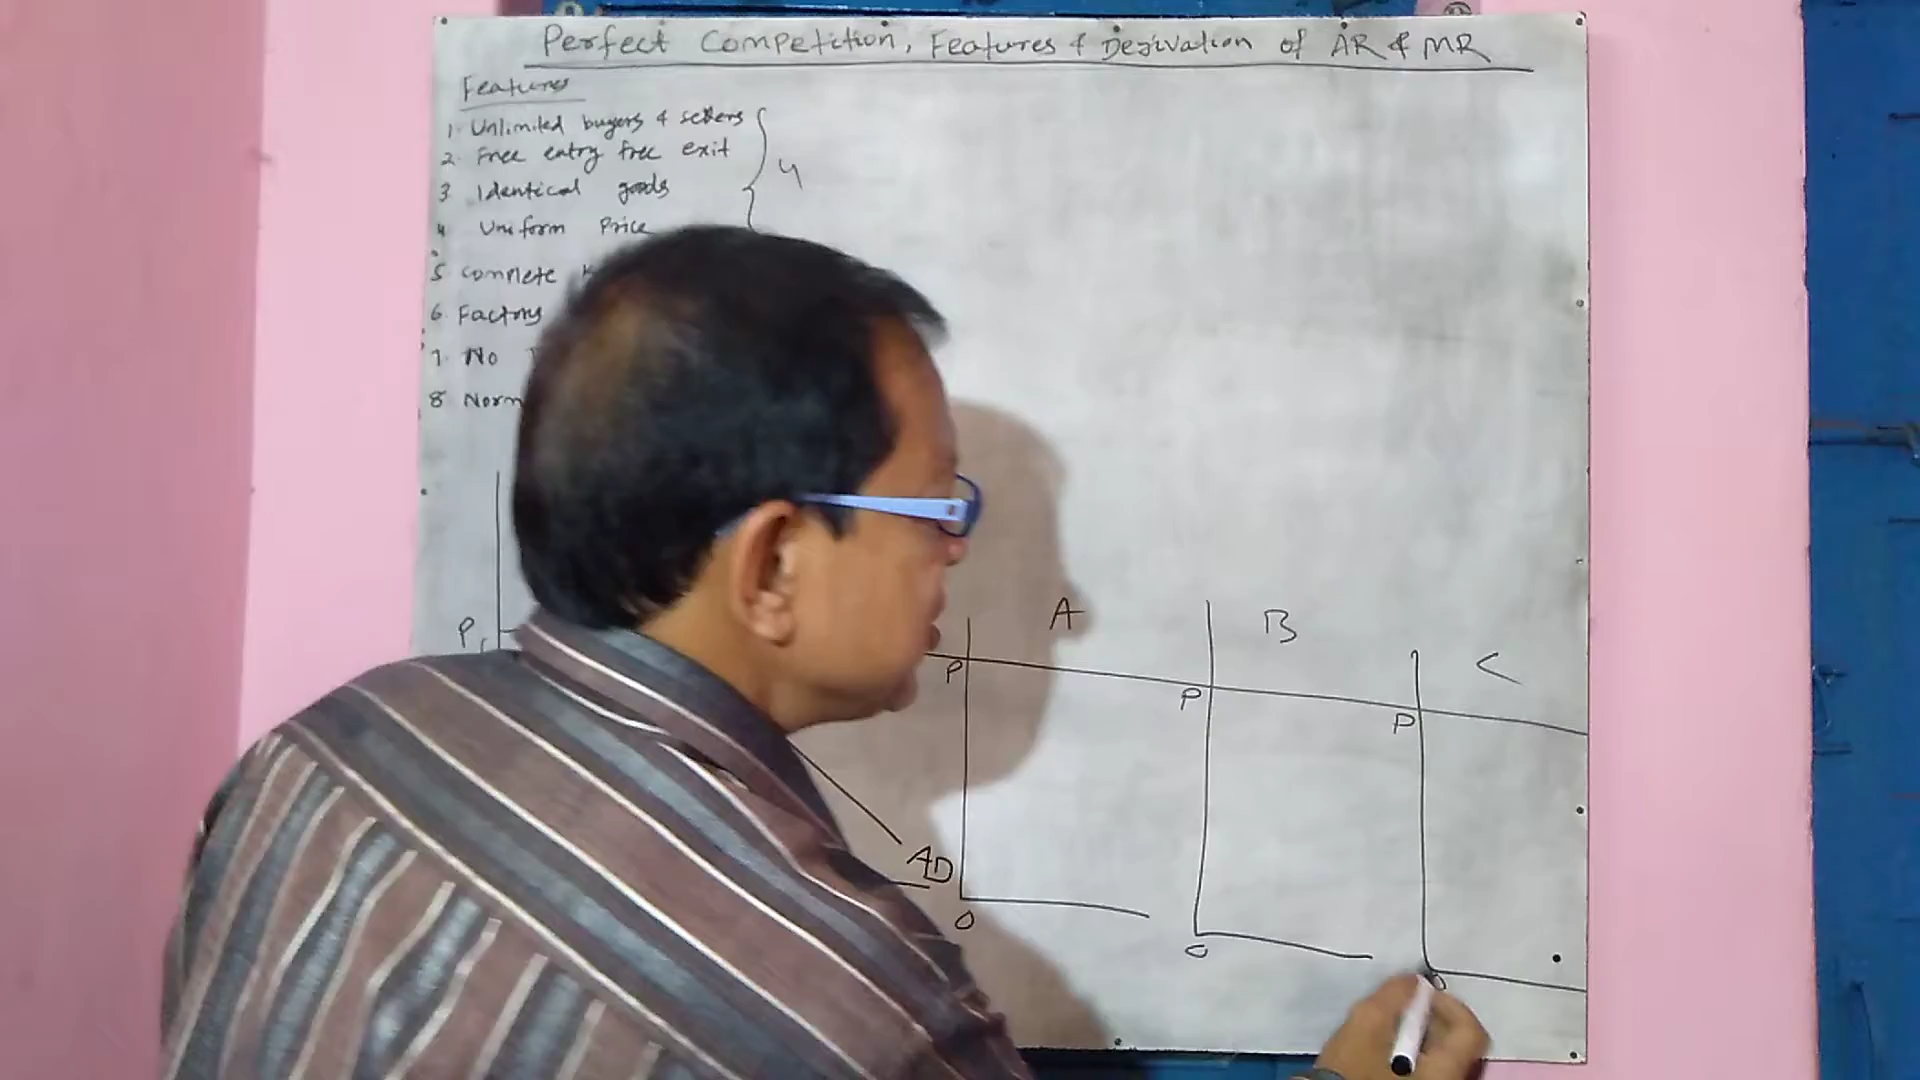 Perfect Competition, Features & Derivation of AR & MR
Features
1. Unlimited buyers & sellers
2. Free entry free exit
3 Identical goods
4 Uniform Price
4
5 Complete
6 Factory
7. No
8 Norm
A
B
C
P1
P
P
P
AD
O
O
O